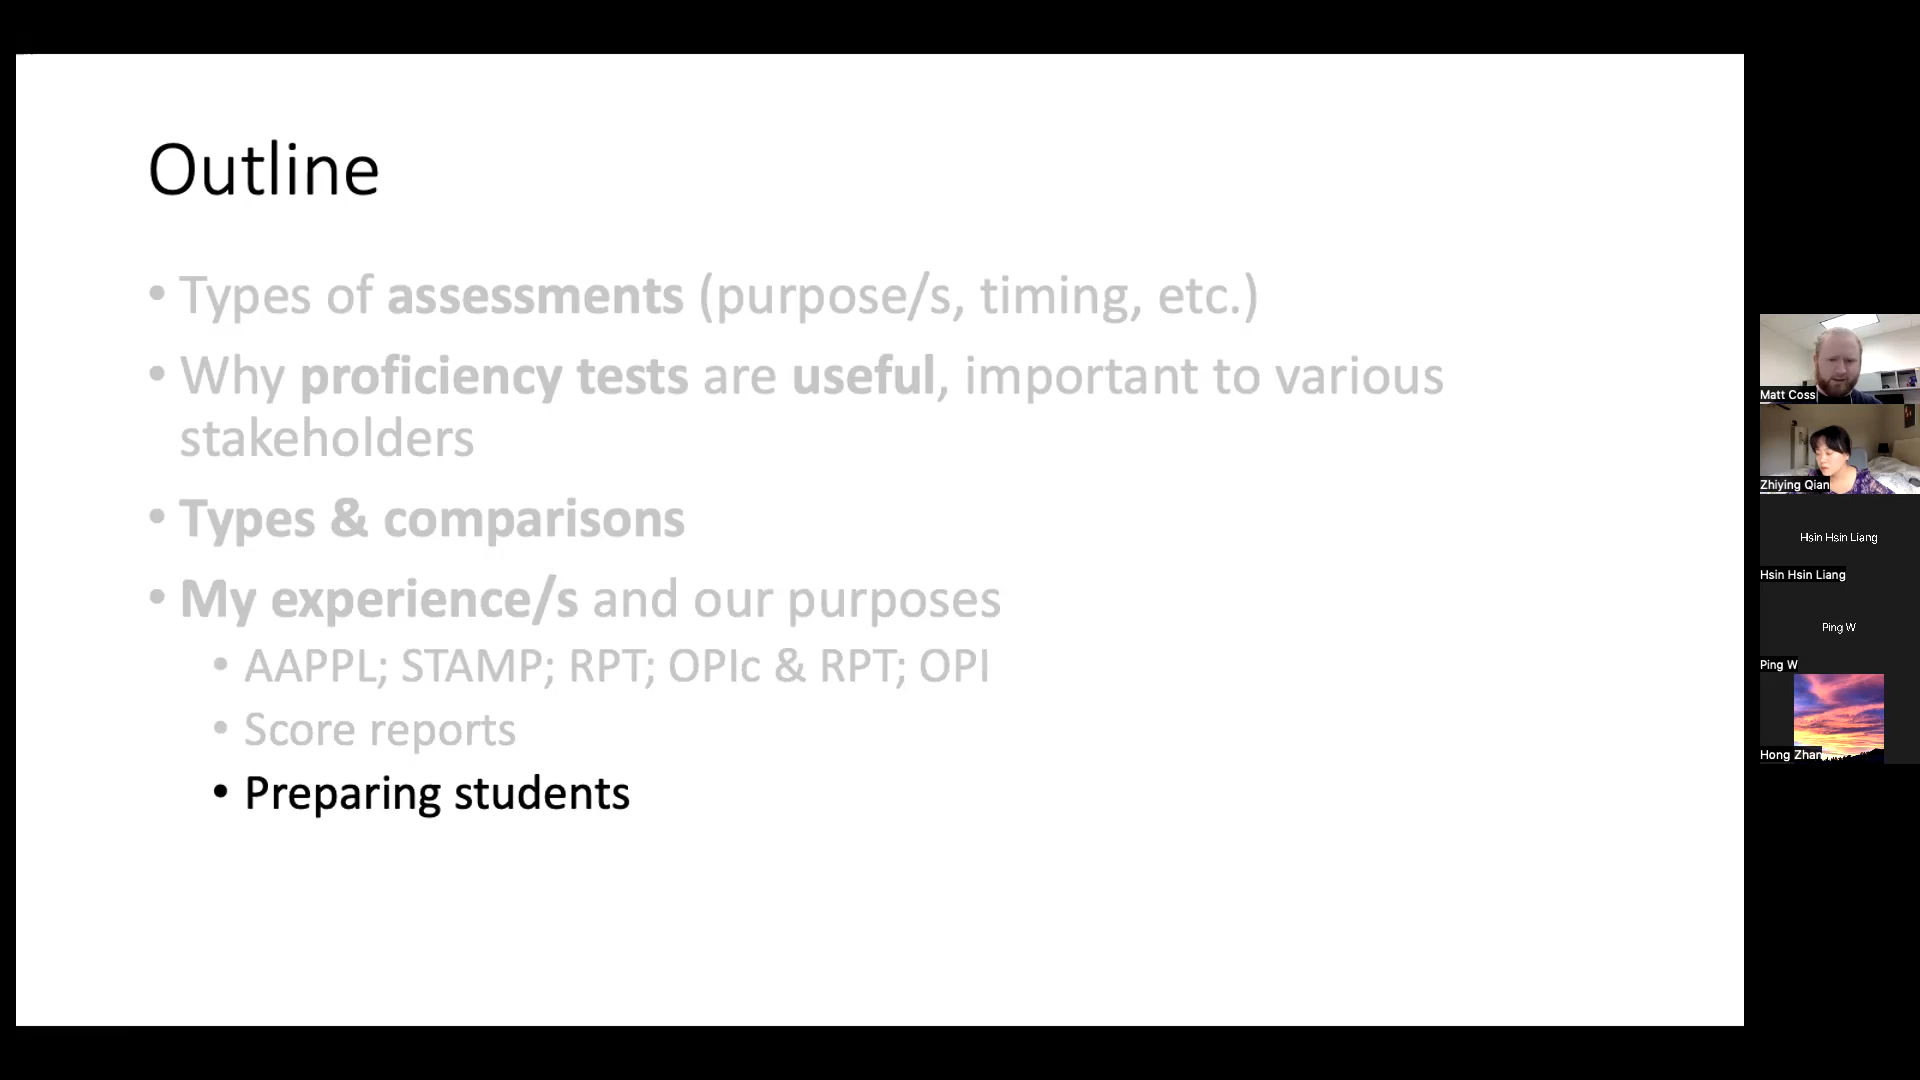 Outline
• Types of assessments (purpose/s, timing, etc.)
• Why proficiency tests are useful, important to various
stakeholders
• Types & comparisons
• My experience/s and our purposes
• AAPPL; STAMP; RPT; OPIc & RPT; OPI
• Score reports
• Preparing students
Matt Coss
Zhiying Qian
Hsin Hsin Liang
Hsin Hsin Liang
Ping W
Ping W
Hong Zhan